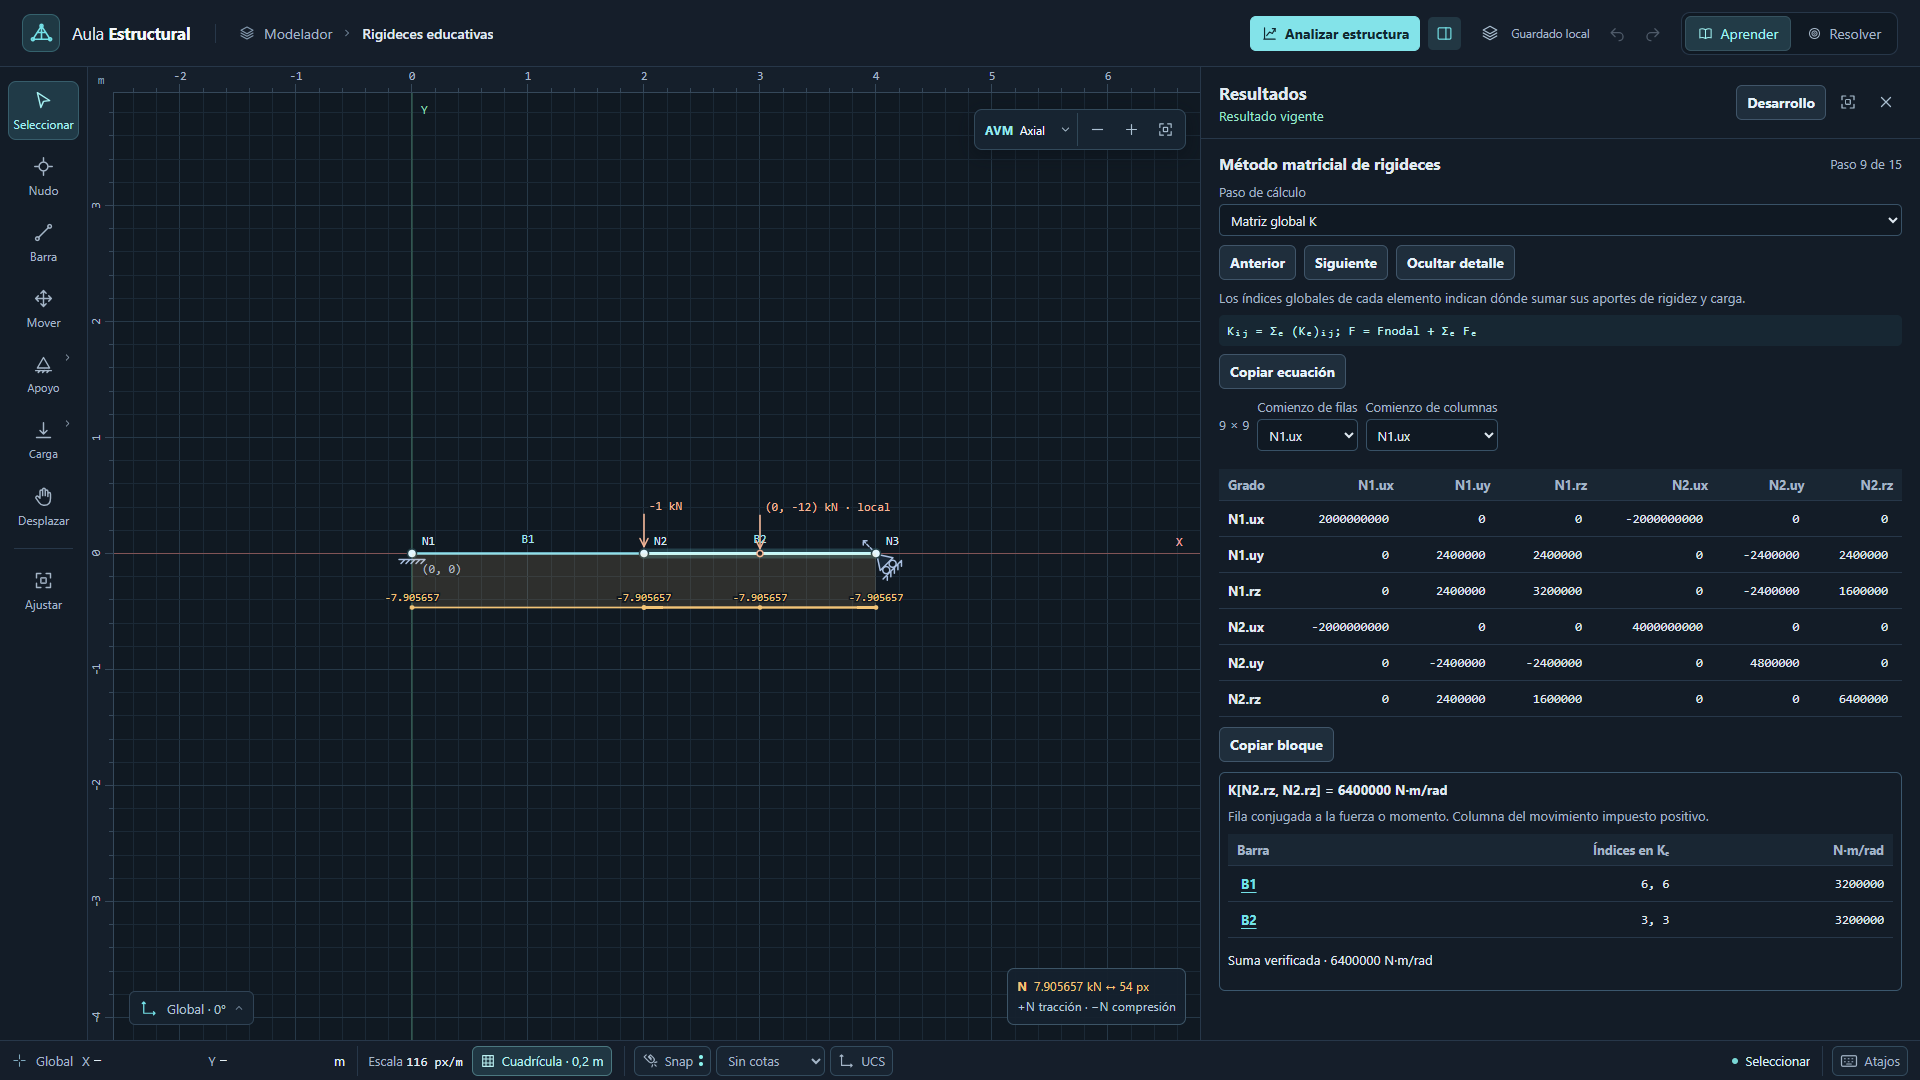 Aula Estructural
Modelador › Rigideces educativas
Analizar estructura
Guardado local
Aprender
Resolver
Seleccionar
Nudo
Barra
Mover
Apoyo
Carga
Desplazar
Ajustar
m
-2 -1 0 1 2 3 4 5 6
3
2
1
0
-1
-2
-3
-4
Y
X
AVM Axial
-1 kN
(0, -12) kN · local
N1
B1
N2
B2
N3
(0, 0)
-7.905657
-7.905657
-7.905657
-7.905657
N 7.905657 kN ↔ 54 px
+N tracción · −N compresión
Global · 0°
Resultados
Resultado vigente
Desarrollo
Método matricial de rigideces
Paso 9 de 15
Paso de cálculo
Matriz global K
Anterior
Siguiente
Ocultar detalle
Los índices globales de cada elemento indican dónde sumar sus aportes de rigidez y carga.
Kᵢⱼ = Σₑ (Kₑ)ᵢⱼ; F = Fnodal + Σₑ Fₑ
Copiar ecuación
9 × 9
Comienzo de filas
N1.ux
Comienzo de columnas
N1.ux
Grado N1.ux N1.uy N1.rz N2.ux N2.uy N2.rz
N1.ux 2000000000 0 0 -2000000000 0 0
N1.uy 0 2400000 2400000 0 -2400000 2400000
N1.rz 0 2400000 3200000 0 -2400000 1600000
N2.ux -2000000000 0 0 4000000000 0 0
N2.uy 0 -2400000 -2400000 0 4800000 0
N2.rz 0 2400000 1600000 0 0 6400000
Copiar bloque
K[N2.rz, N2.rz] = 6400000 N·m/rad
Fila conjugada a la fuerza o momento. Columna del movimiento impuesto positivo.
Barra Índices en Kₑ N·m/rad
B1 6, 6 3200000
B2 3, 3 3200000
Suma verificada · 6400000 N·m/rad
Global X − Y − m
Escala 116 px/m
Cuadrícula · 0,2 m
Snap
Sin cotas
UCS
Seleccionar
Atajos